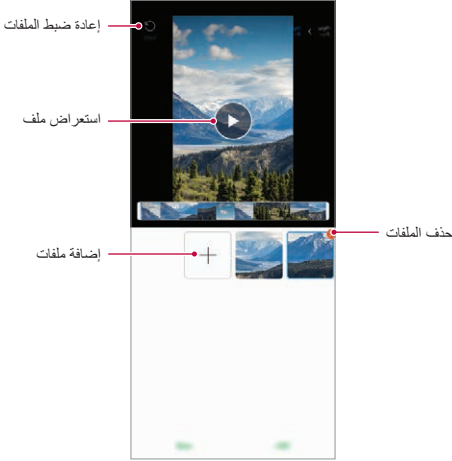 إعادة ضبط الملفات
استعراض ملف
حذف الملفات
إضافة ملفات